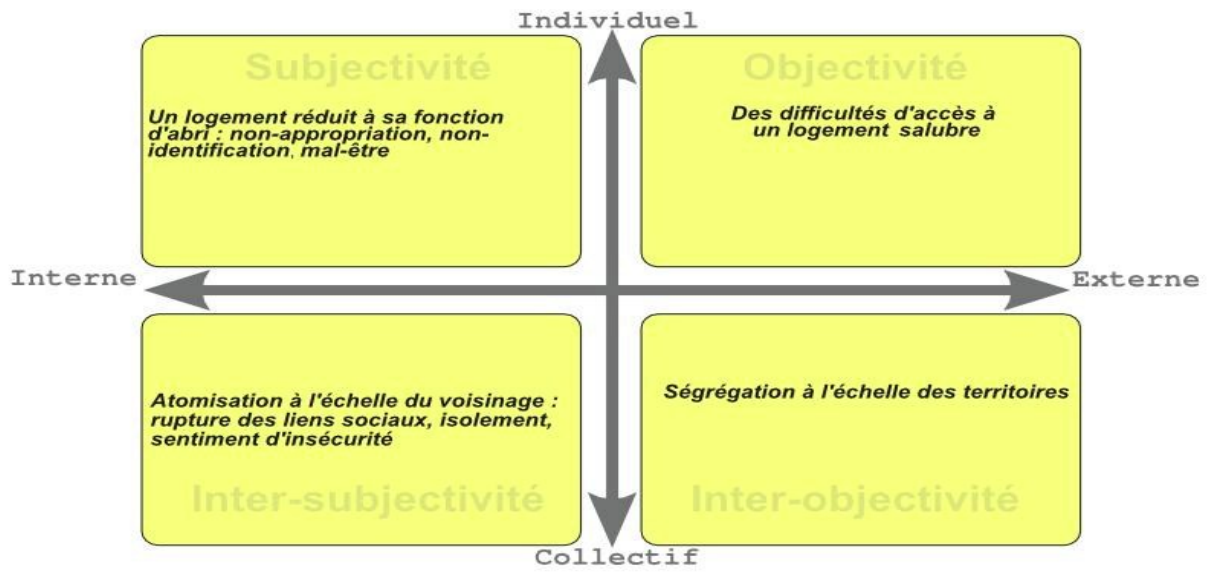 Individuel
Subjectivité
Un logement réduit à sa fonction
d'abri : non-appropriation, non-
identification, mal-être
Objectivité
Des difficultés d'accès à
un logement salubre
Interne
Externe
Atomisation à l'échelle du voisinage :
rupture des liens sociaux, isolement,
sentiment d'insécurité
Inter-subjectivité
Ségrégation à l'échelle des territoires
Inter-objectivité
Collectif